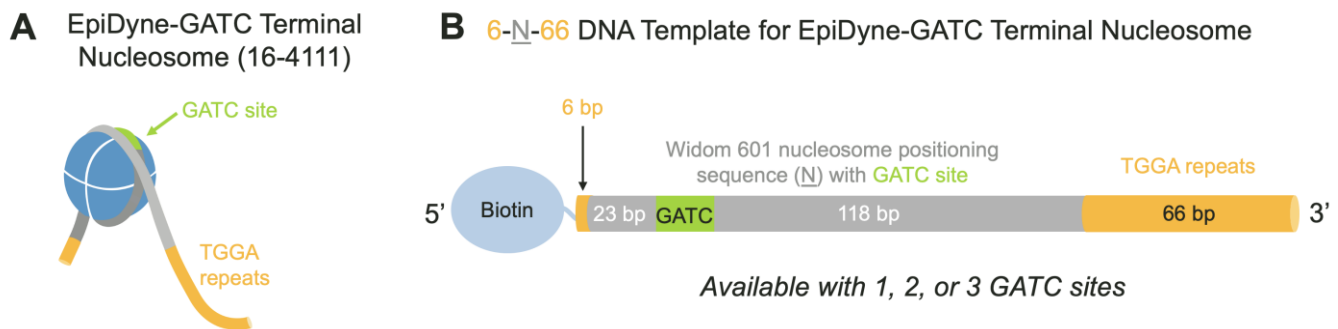 A
EpiDyne-GATC Terminal
Nucleosome (16-4111)
GATC site
TGGA
repeats
B
6-N-66 DNA Template for EpiDyne-GATC Terminal Nucleosome
6 bp
Widom 601 nucleosome positioning
sequence (N) with GATC site
TGGA repeats
5’
Biotin
23 bp
GATC
118 bp
66 bp
3’
Available with 1, 2, or 3 GATC sites